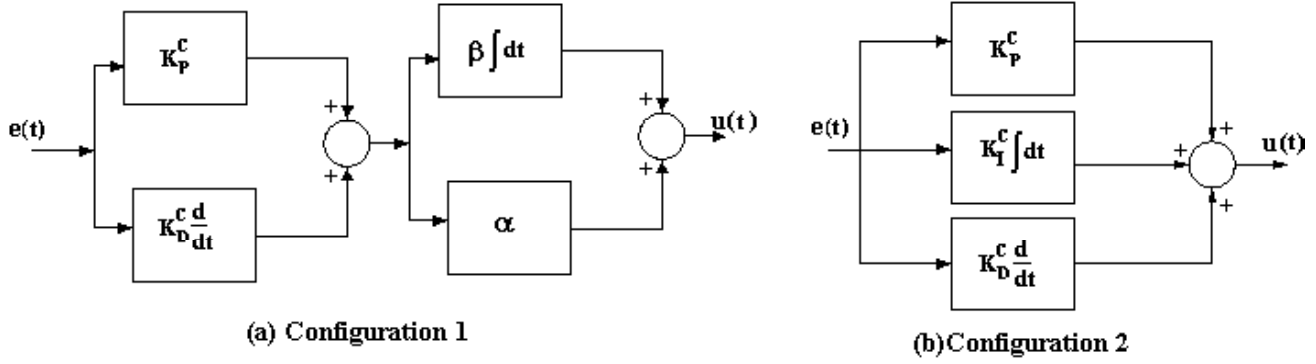 K_P^C
e(t)
K_D^C d/dt
+
+
β∫dt
α
+
+
u(t)
(a) Configuration 1
K_P^C
e(t)
K_I^C ∫dt
K_D^C d/dt
+
+
+
u(t)
(b)Configuration 2